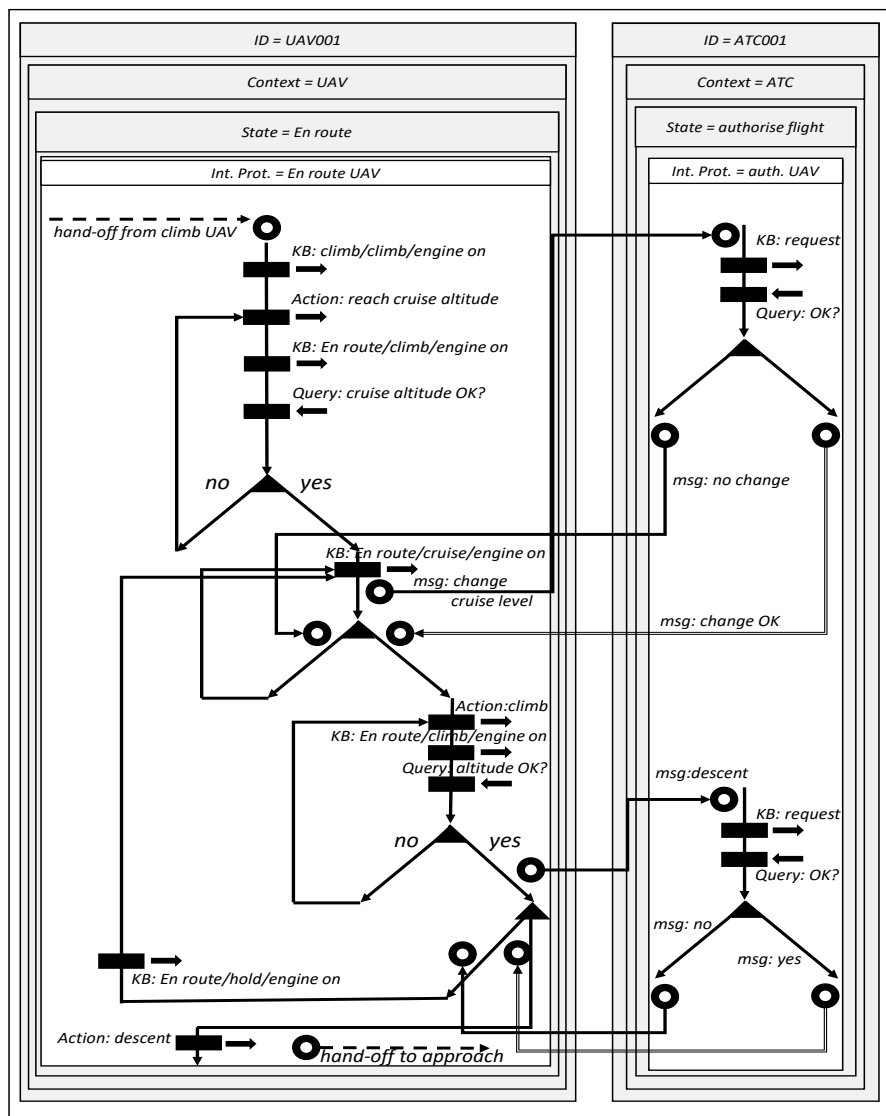 ID = UAV001
Context = UAV
State = En route
Int. Prot. = En route UAV
hand-off from climb UAV
KB: climb/climb/engine on
Action: reach cruise altitude
KB: En route/climb/engine on
Query: cruise altitude OK?
no
yes
KB: En route/cruise/engine on
msg: change
cruise level
Action:climb
KB: En route/climb/engine on
Query: altitude OK?
no
yes
KB: En route/hold/engine on
Action: descent
hand-off to approach
ID = ATC001
Context = ATC
State = authorise flight
Int. Prot. = auth. UAV
KB: request
Query: OK?
msg: no change
msg: change OK
msg:descent
KB: request
Query: OK?
msg: no
msg: yes